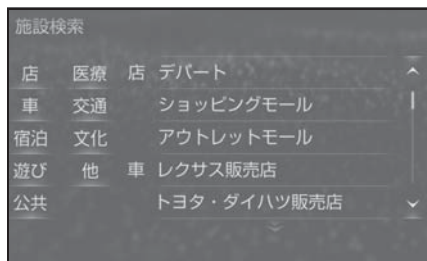 施設検索
店 医療 店 デパート
車 交通 ショッピングモール
宿泊 文化 アウトレットモール
遊び 他 車 レクサス販売店
公共 トヨタ・ダイハツ販売店